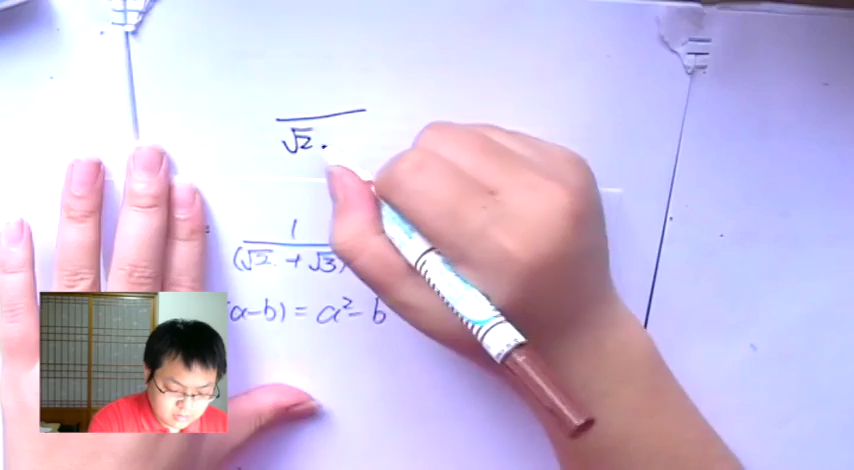 √2 .
1
(√2 + √3)
(a-b) = a² - b